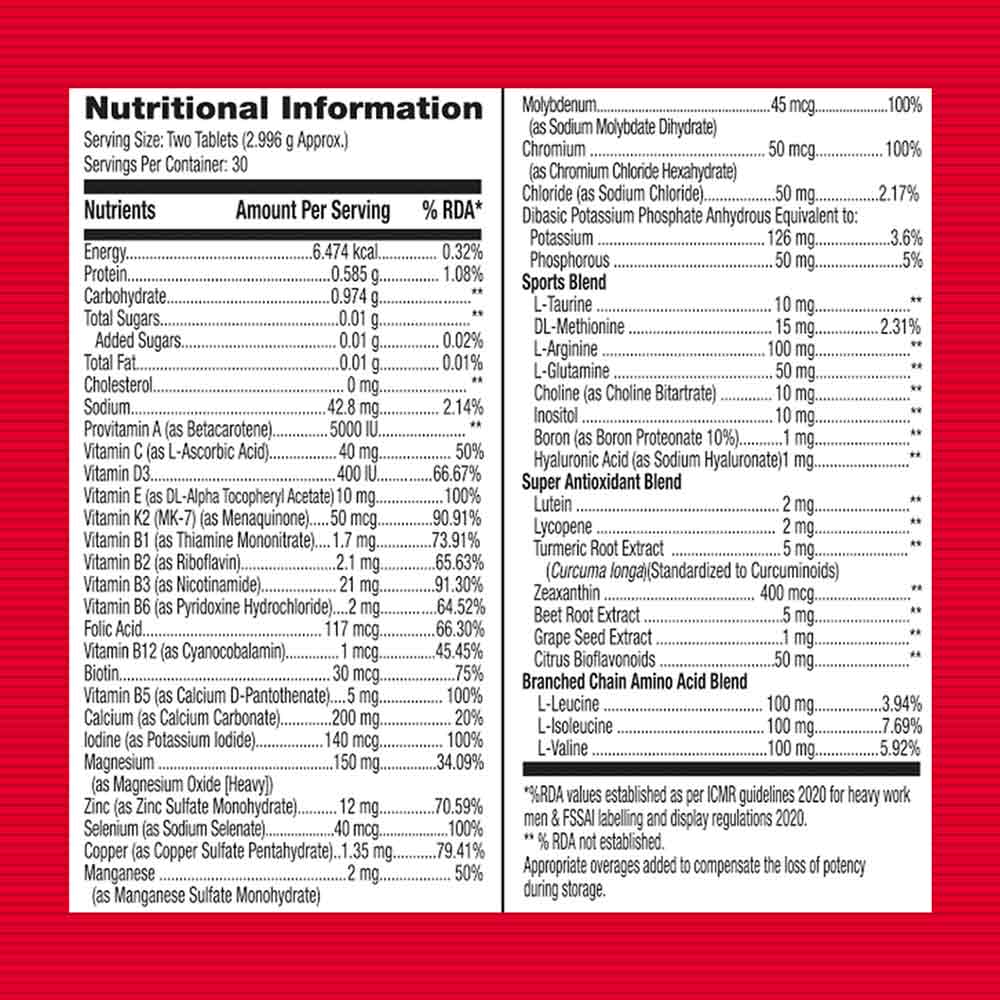 Nutritional Information
Serving Size: Two Tablets (2.996 g Approx.)
Servings Per Container: 30
Nutrients Amount Per Serving % RDA*
Energy 6.474 kcal 0.32%
Protein 0.585 g 1.08%
Carbohydrate 0.974 g **
Total Sugars 0.01 g **
Added Sugars 0.01 g 0.02%
Total Fat 0.01 g 0.01%
Cholesterol 0 mg **
Sodium 42.8 mg 2.14%
Provitamin A (as Betacarotene) 5000 IU **
Vitamin C (as L-Ascorbic Acid) 40 mg 50%
Vitamin D3 400 IU 66.67%
Vitamin E (as DL-Alpha Tocopheryl Acetate) 10 mg 100%
Vitamin K2 (MK-7) (as Menaquinone) 50 mcg 90.91%
Vitamin B1 (as Thiamine Mononitrate) 1.7 mg 73.91%
Vitamin B2 (as Riboflavin) 2.1 mg 65.63%
Vitamin B3 (as Nicotinamide) 21 mg 91.30%
Vitamin B6 (as Pyridoxine Hydrochloride) 2 mg 64.52%
Folic Acid 117 mcg 66.30%
Vitamin B12 (as Cyanocobalamin) 1 mcg 45.45%
Biotin 30 mcg 75%
Vitamin B5 (as Calcium D-Pantothenate) 5 mg 100%
Calcium (as Calcium Carbonate) 200 mg 20%
Iodine (as Potassium Iodide) 140 mcg 100%
Magnesium 150 mg 34.09%
(as Magnesium Oxide [Heavy])
Zinc (as Zinc Sulfate Monohydrate) 12 mg 70.59%
Selenium (as Sodium Selenate) 40 mcg 100%
Copper (as Copper Sulfate Pentahydrate) 1.35 mg 79.41%
Manganese 2 mg 50%
(as Manganese Sulfate Monohydrate)
Molybdenum 45 mcg 100%
(as Sodium Molybdate Dihydrate)
Chromium 50 mcg 100%
(as Chromium Chloride Hexahydrate)
Chloride (as Sodium Chloride) 50 mg 2.17%
Dibasic Potassium Phosphate Anhydrous Equivalent to:
Potassium 126 mg 3.6%
Phosphorous 50 mg 5%
Sports Blend
L-Taurine 10 mg **
DL-Methionine 15 mg 2.31%
L-Arginine 100 mg **
L-Glutamine 50 mg **
Choline (as Choline Bitartrate) 10 mg **
Inositol 10 mg **
Boron (as Boron Proteonate 10%) 1 mg **
Hyaluronic Acid (as Sodium Hyaluronate) 1 mg **
Super Antioxidant Blend
Lutein 2 mg **
Lycopene 2 mg **
Turmeric Root Extract 5 mg **
(Curcuma longa)(Standardized to Curcuminoids)
Zeaxanthin 400 mcg **
Beet Root Extract 5 mg **
Grape Seed Extract 1 mg **
Citrus Bioflavonoids 50 mg **
Branched Chain Amino Acid Blend
L-Leucine 100 mg 3.94%
L-Isoleucine 100 mg 7.69%
L-Valine 100 mg 5.92%
*%RDA values established as per ICMR guidelines 2020 for heavy work
men & FSSAI labelling and display regulations 2020.
** % RDA not established.
Appropriate overages added to compensate the loss of potency
during storage.